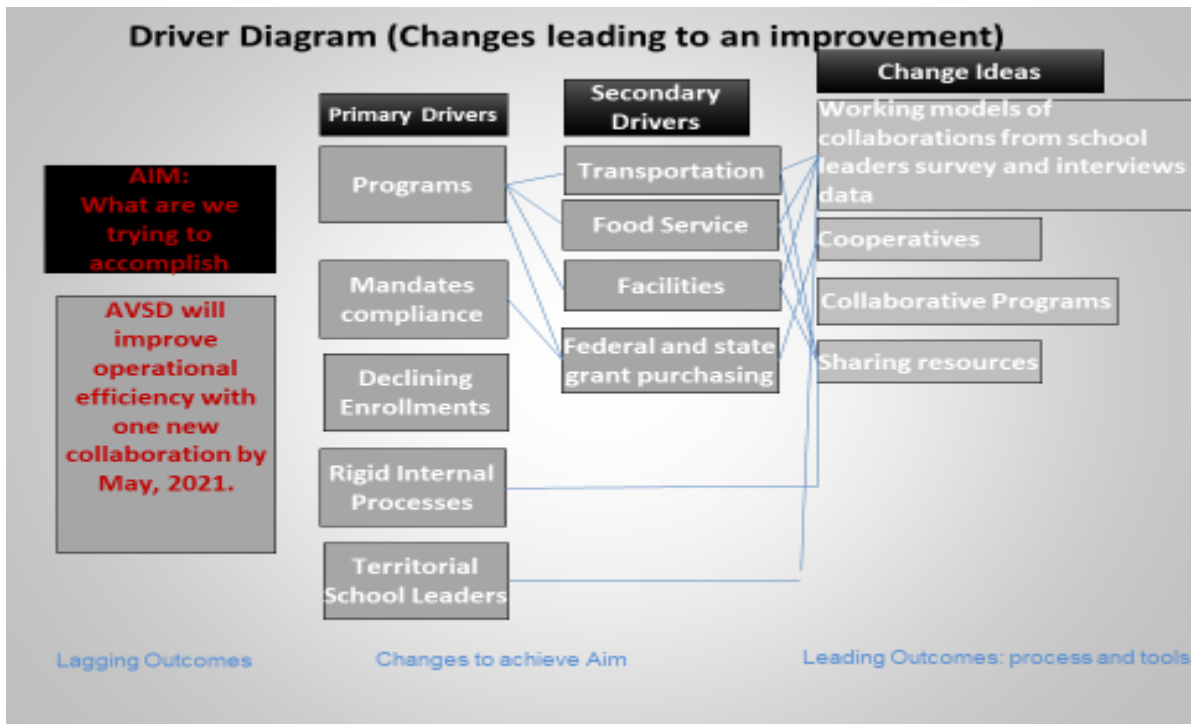 Driver Diagram (Changes leading to an improvement)
AIM:
What are we
trying to
accomplish
AVSD will
improve
operational
efficiency with
one new
collaboration by
May, 2021.
Primary Drivers
Programs
Mandates
compliance
Declining
Enrollments
Rigid Internal
Processes
Territorial
School Leaders
Secondary
Drivers
Transportation
Food Service
Facilities
Federal and state
grant purchasing
Change Ideas
Working models of
collaborations from school
leaders survey and interviews
data
Cooperatives
Collaborative Programs
Sharing resources
Lagging Outcomes
Changes to achieve Aim
Leading Outcomes: process and tools